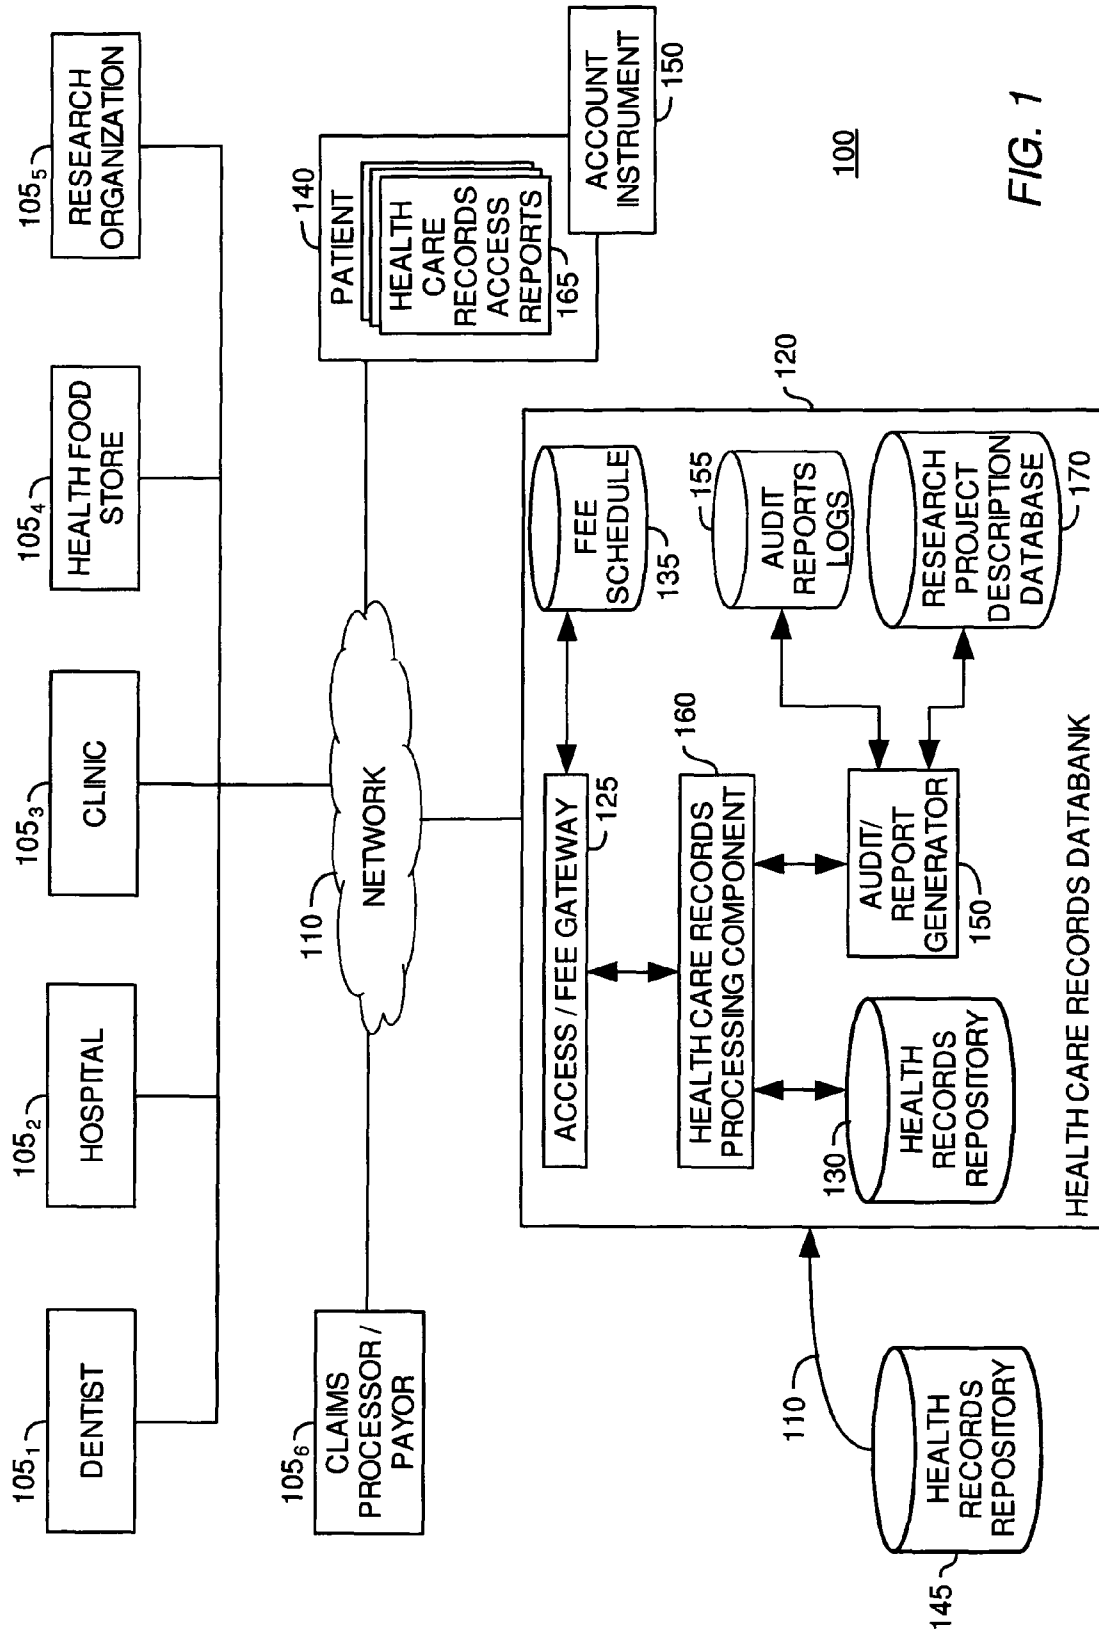 105₁
DENTIST
105₂
HOSPITAL
105₃
CLINIC
105₄
HEALTH FOOD
STORE
105₅
RESEARCH
ORGANIZATION
105₆
CLAIMS
PROCESSOR /
PAYOR
110
NETWORK
140
PATIENT
HEALTH
CARE
RECORDS
ACCESS
REPORTS
165
ACCOUNT
INSTRUMENT
150
120
ACCESS / FEE GATEWAY
125
FEE
SCHEDULE
135
HEALTH CARE RECORDS
PROCESSING COMPONENT
160
155
AUDIT
REPORTS
LOGS
130
HEALTH
RECORDS
REPOSITORY
AUDIT/
REPORT
GENERATOR
150
RESEARCH
PROJECT
DESCRIPTION
DATABASE
170
HEALTH CARE RECORDS DATABANK
110
HEALTH
RECORDS
REPOSITORY
145
100
FIG. 1